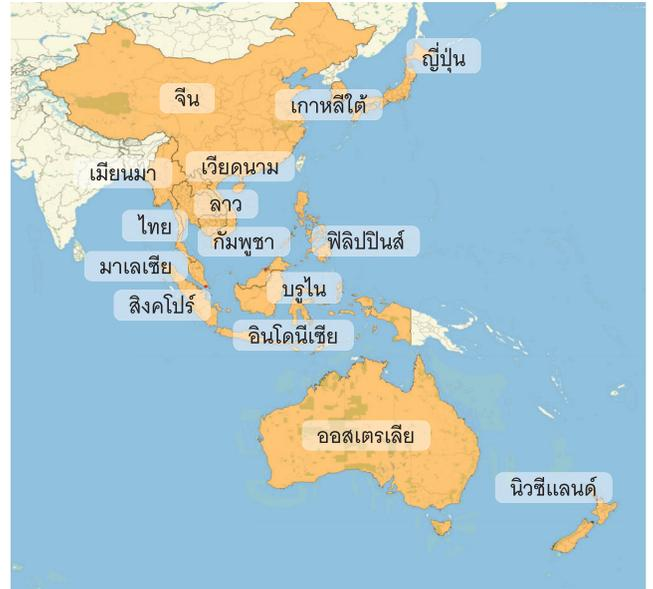 ญี่ปุ่น
จีน
เกาหลีใต้
เมียนมา
เวียดนาม
ลาว
ไทย
กัมพูชา
ฟิลิปปินส์
มาเลเซีย
บรูไน
สิงคโปร์
อินโดนีเซีย
ออสเตรเลีย
นิวซีแลนด์